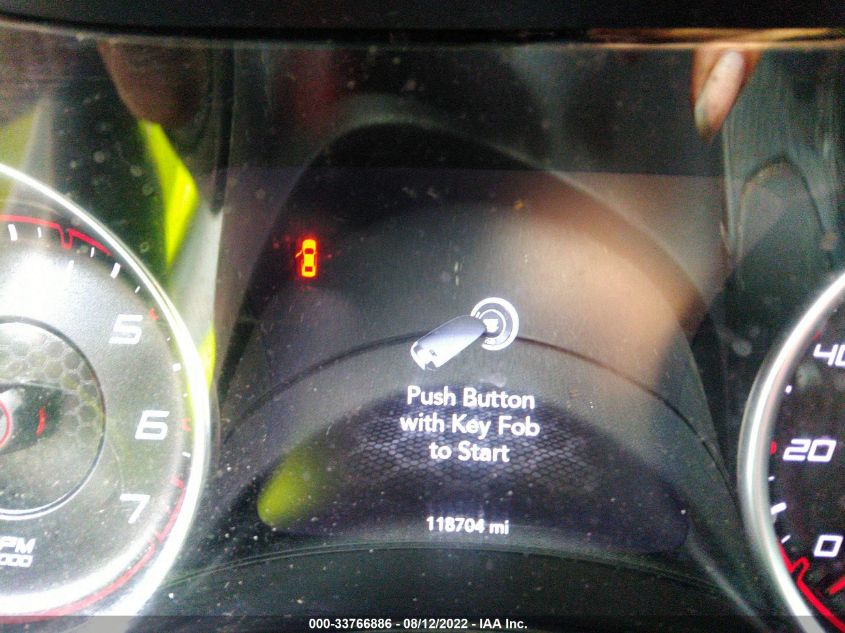 5
6
7
PM
000
Push Button
with Key Fob
to Start
118704 mi
40
20
0
000-33766886 - 08/12/2022 - IAA Inc.